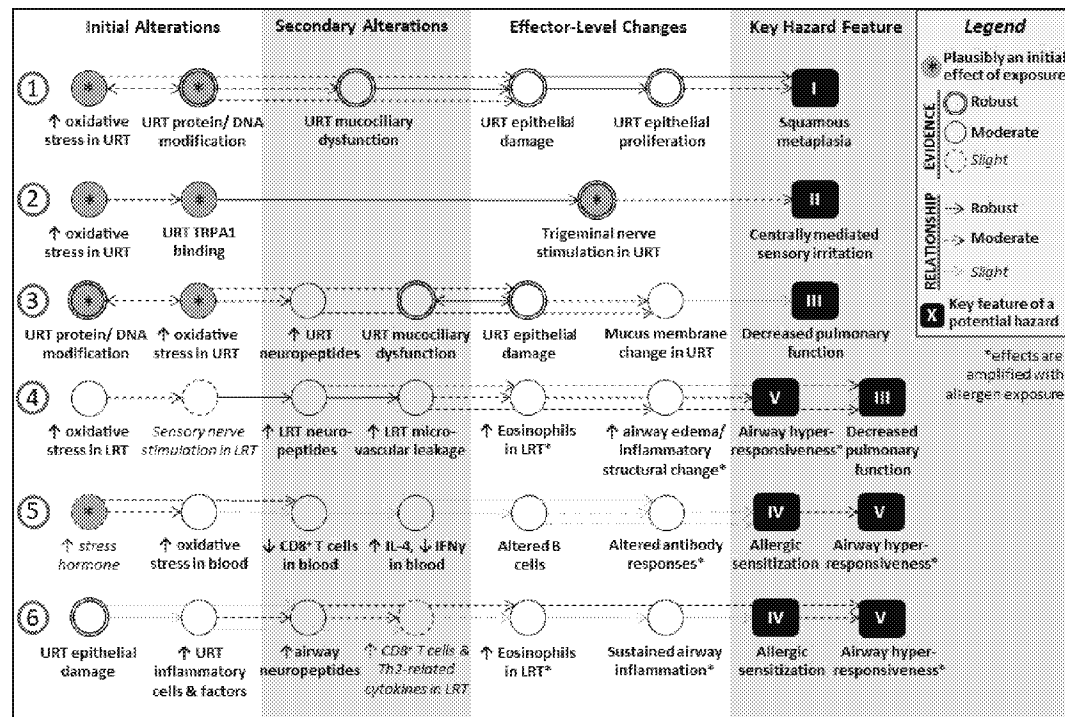 Initial Alterations
Secondary Alterations
Effector-Level Changes
Key Hazard Feature
Legend
* Plausibly an initial
effect of exposure
EVIDENCE
Robust
Moderate
Slight
RELATIONSHIP
Robust
Moderate
Slight
X Key feature of a
potential hazard
*effects are
amplified with
allergen exposure
1
*
*
I
↑ oxidative
stress in URT
URT protein/ DNA
modification
URT mucociliary
dysfunction
URT epithelial
damage
URT epithelial
proliferation
Squamous
metaplasia
2
*
*
*
II
↑ oxidative
stress in URT
URT TRPA1
binding
Trigeminal nerve
stimulation in URT
Centrally mediated
sensory irritation
3
*
*
III
URT protein/ DNA
modification
↑ oxidative
stress in URT
↑ URT
neuropeptides
URT mucociliary
dysfunction
URT epithelial
damage
Mucus membrane
change in URT
Decreased pulmonary
function
4
V
III
↑ oxidative
stress in LRT
Sensory nerve
stimulation in LRT
↑ LRT neuro-
peptides
↑ LRT micro-
vascular leakage
↑ Eosinophils
in LRT*
↑ airway edema/
inflammatory
structural change*
Airway hyper-
responsiveness*
Decreased
pulmonary
function
5
*
IV
V
↑ stress
hormone
↑ oxidative
stress in blood
↓ CD8⁺ T cells
in blood
↑ IL-4, ↓ IFNγ
in blood
Altered B
cells
Altered antibody
responses*
Allergic
sensitization
Airway hyper-
responsiveness*
6
IV
V
URT epithelial
damage
↑ URT
inflammatory
cells & factors
↑ airway
neuropeptides
↑ CD8⁺ T cells &
Th2-related
cytokines in LRT
↑ Eosinophils
in LRT*
Sustained airway
inflammation*
Allergic
sensitization
Airway hyper-
responsiveness*